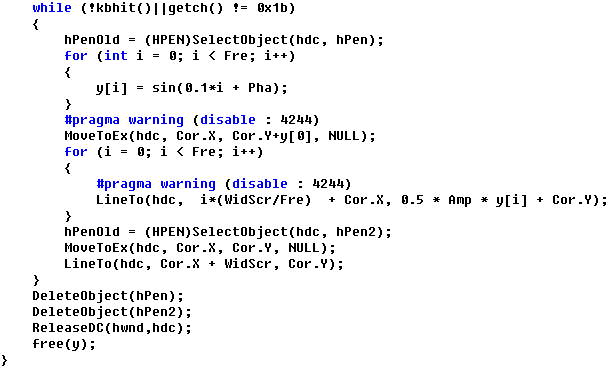 while (!kbhit()||getch() != 0x1b)
{
hPenOld = (HPEN)SelectObject(hdc, hPen);
for (int i = 0; i < Fre; i++)
{
y[i] = sin(0.1*i + Pha);
}
#pragma warning (disable : 4244)
MoveToEx(hdc, Cor.X, Cor.Y+y[0], NULL);
for (i = 0; i < Fre; i++)
{
#pragma warning (disable : 4244)
LineTo(hdc,  i*(WidScr/Fre)  + Cor.X, 0.5 * Amp * y[i] + Cor.Y);
}
hPenOld = (HPEN)SelectObject(hdc, hPen2);
MoveToEx(hdc, Cor.X, Cor.Y, NULL);
LineTo(hdc, Cor.X + WidScr, Cor.Y);
}
DeleteObject(hPen);
DeleteObject(hPen2);
ReleaseDC(hwnd,hdc);
free(y);
}